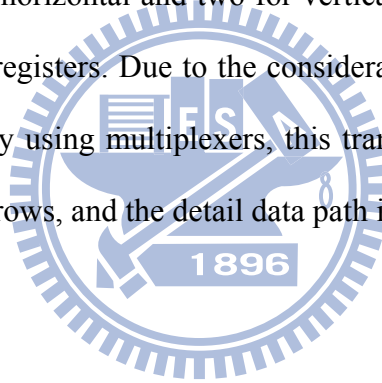 horizontal and two for vertica
registers. Due to the considera
y using multiplexers, this tran
rows, and the detail data path i
E S
1896